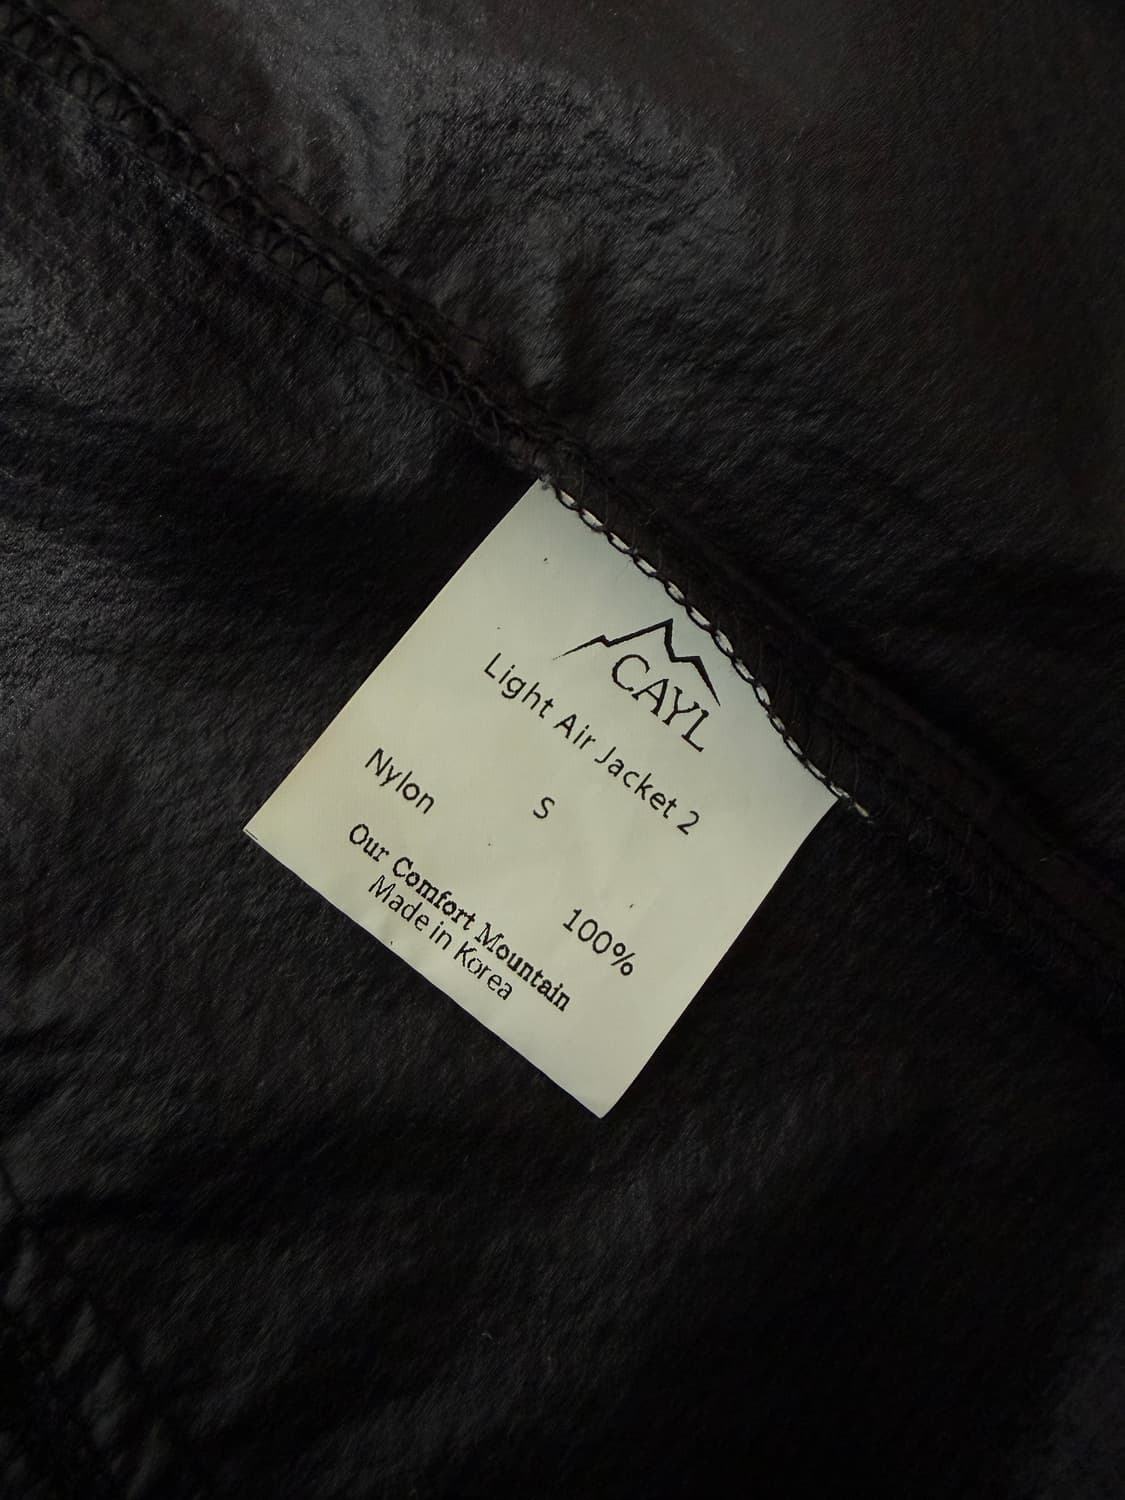 CAYL
Light Air Jacket 2
S
Nylon 100%
Our Comfort Mountain
Made in Korea